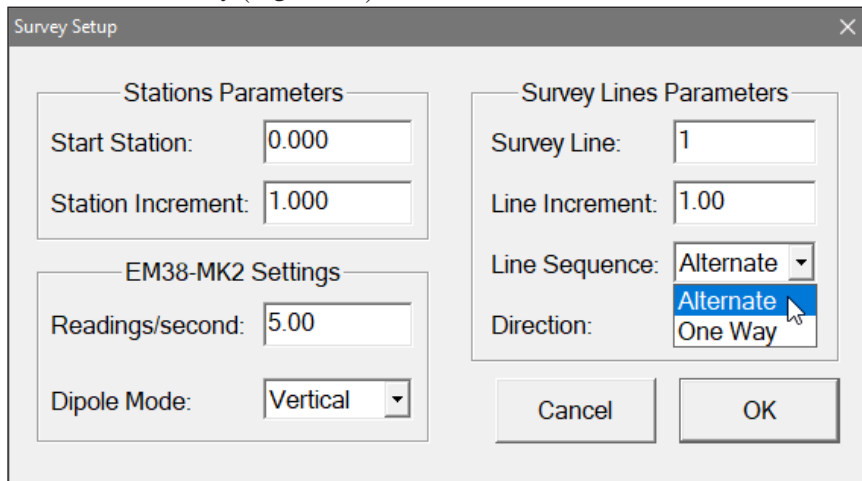 Survey Setup
Stations Parameters
Start Station: 0.000
Station Increment: 1.000
EM38-MK2 Settings
Readings/second: 5.00
Dipole Mode: Vertical
Survey Lines Parameters
Survey Line: 1
Line Increment: 1.00
Line Sequence: Alternate
Alternate
One Way
Direction:
Cancel
OK